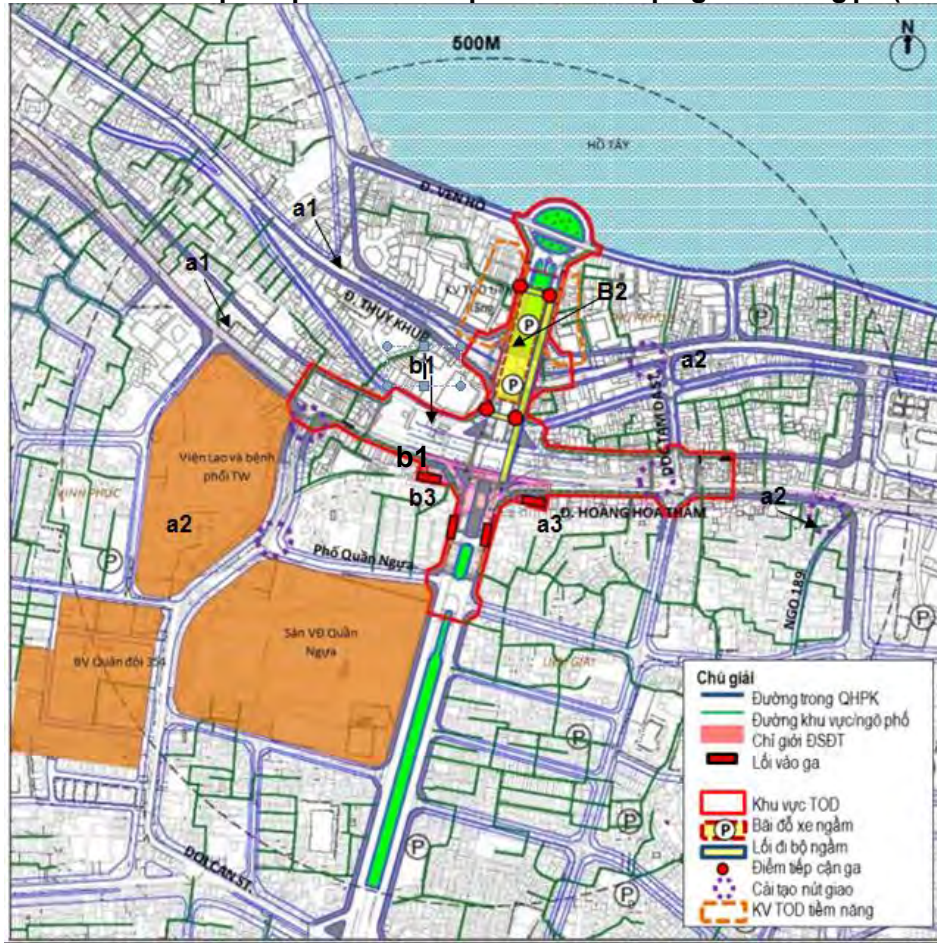 500M
N
HỒ TÂY
Đ. VEN HỒ
a1
a1
Đ. THỤY KHUÊ
KV TOD
B2
P
P
P
a2
b1
DỐC TAM ĐA ST.
Viện Lao và bệnh
phổi TW
b1
b3
a3
a2
Đ. HOÀNG HOA THÁM
VĨNH PHÚC
a2
P
Phố Quần Ngựa
NGÕ 189
P
Sân VĐ Quần
Ngựa
BV Quân đội 354
LIỄU GIAI
P
P
P
P
ĐỘI CẤN ST.
Chú giải
Đường trong QHPK
Đường khu vực/ngõ phố
Chỉ giới ĐSĐT
Lối vào ga
Khu vực TOD
P
Bãi đỗ xe ngầm
Lối đi bộ ngầm
Điểm tiếp cận ga
Cải tạo nút giao
KV TOD tiềm năng